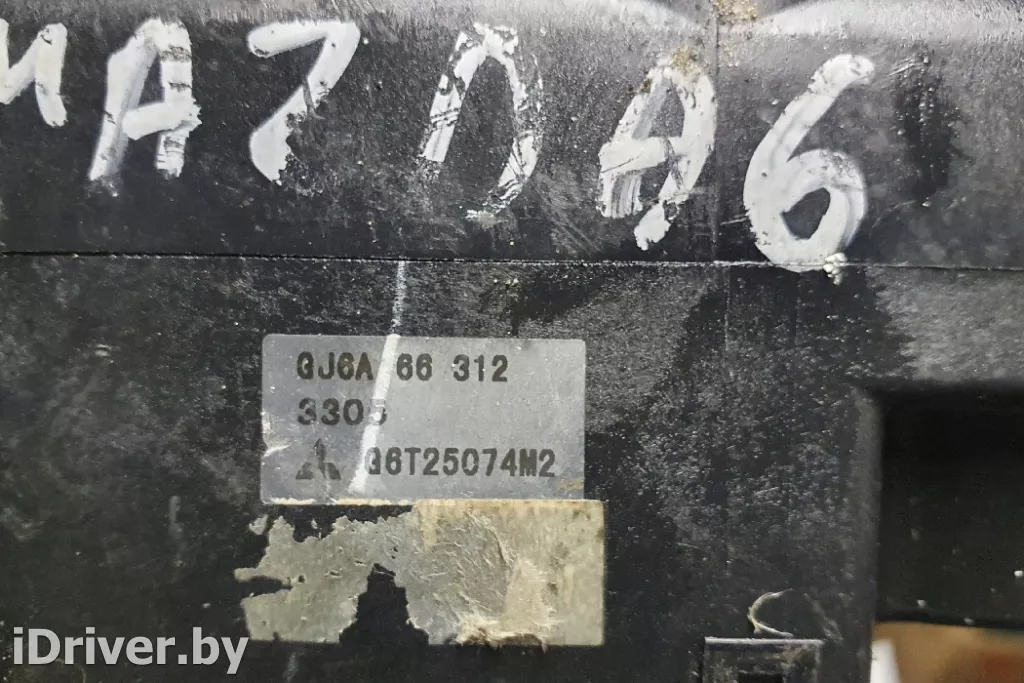 MAZDA6
GJ6A 66 312
3305
G6T25074M2
iDriver.by